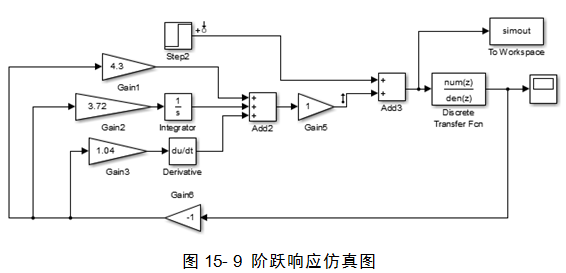 simout
To Workspace
Step2
4.3
Gain1
3.72
Gain2
1
s
Integrator
1.04
Gain3
du/dt
Derivative
+
+
+
Add2
1
Gain5
+
+
Add3
num(z)
den(z)
Discrete
Transfer Fcn
Gain6
-1
图 15- 9 阶跃响应仿真图